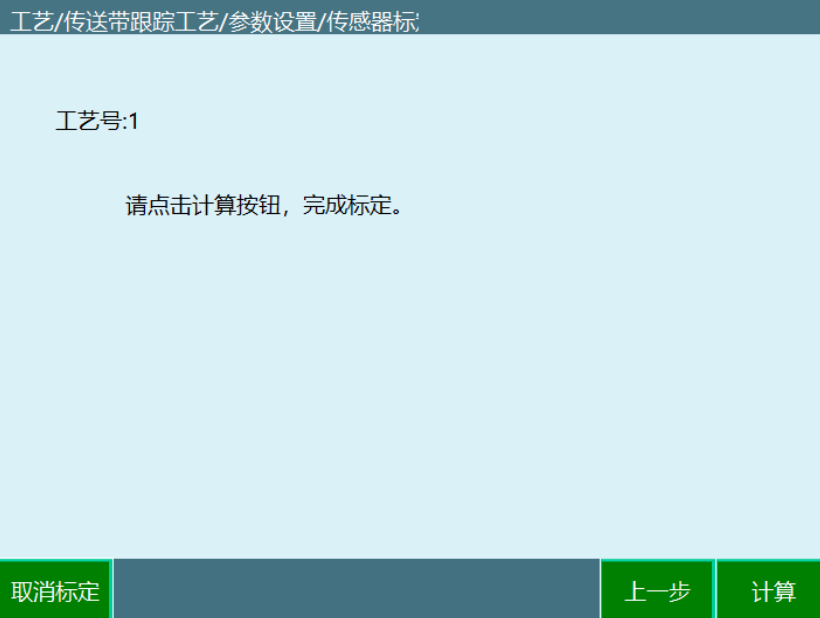 工艺/传送带跟踪工艺/参数设置/传感器标
工艺号:1
请点击计算按钮，完成标定。
取消标定
上一步
计算